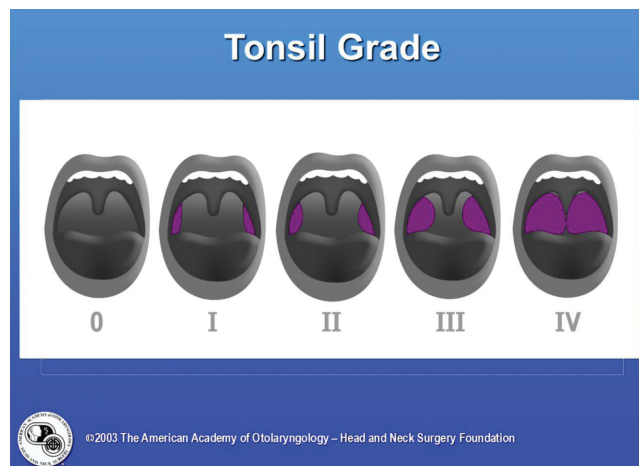 Tonsil Grade
0 I II III IV
©2003 The American Academy of Otolaryngology – Head and Neck Surgery Foundation